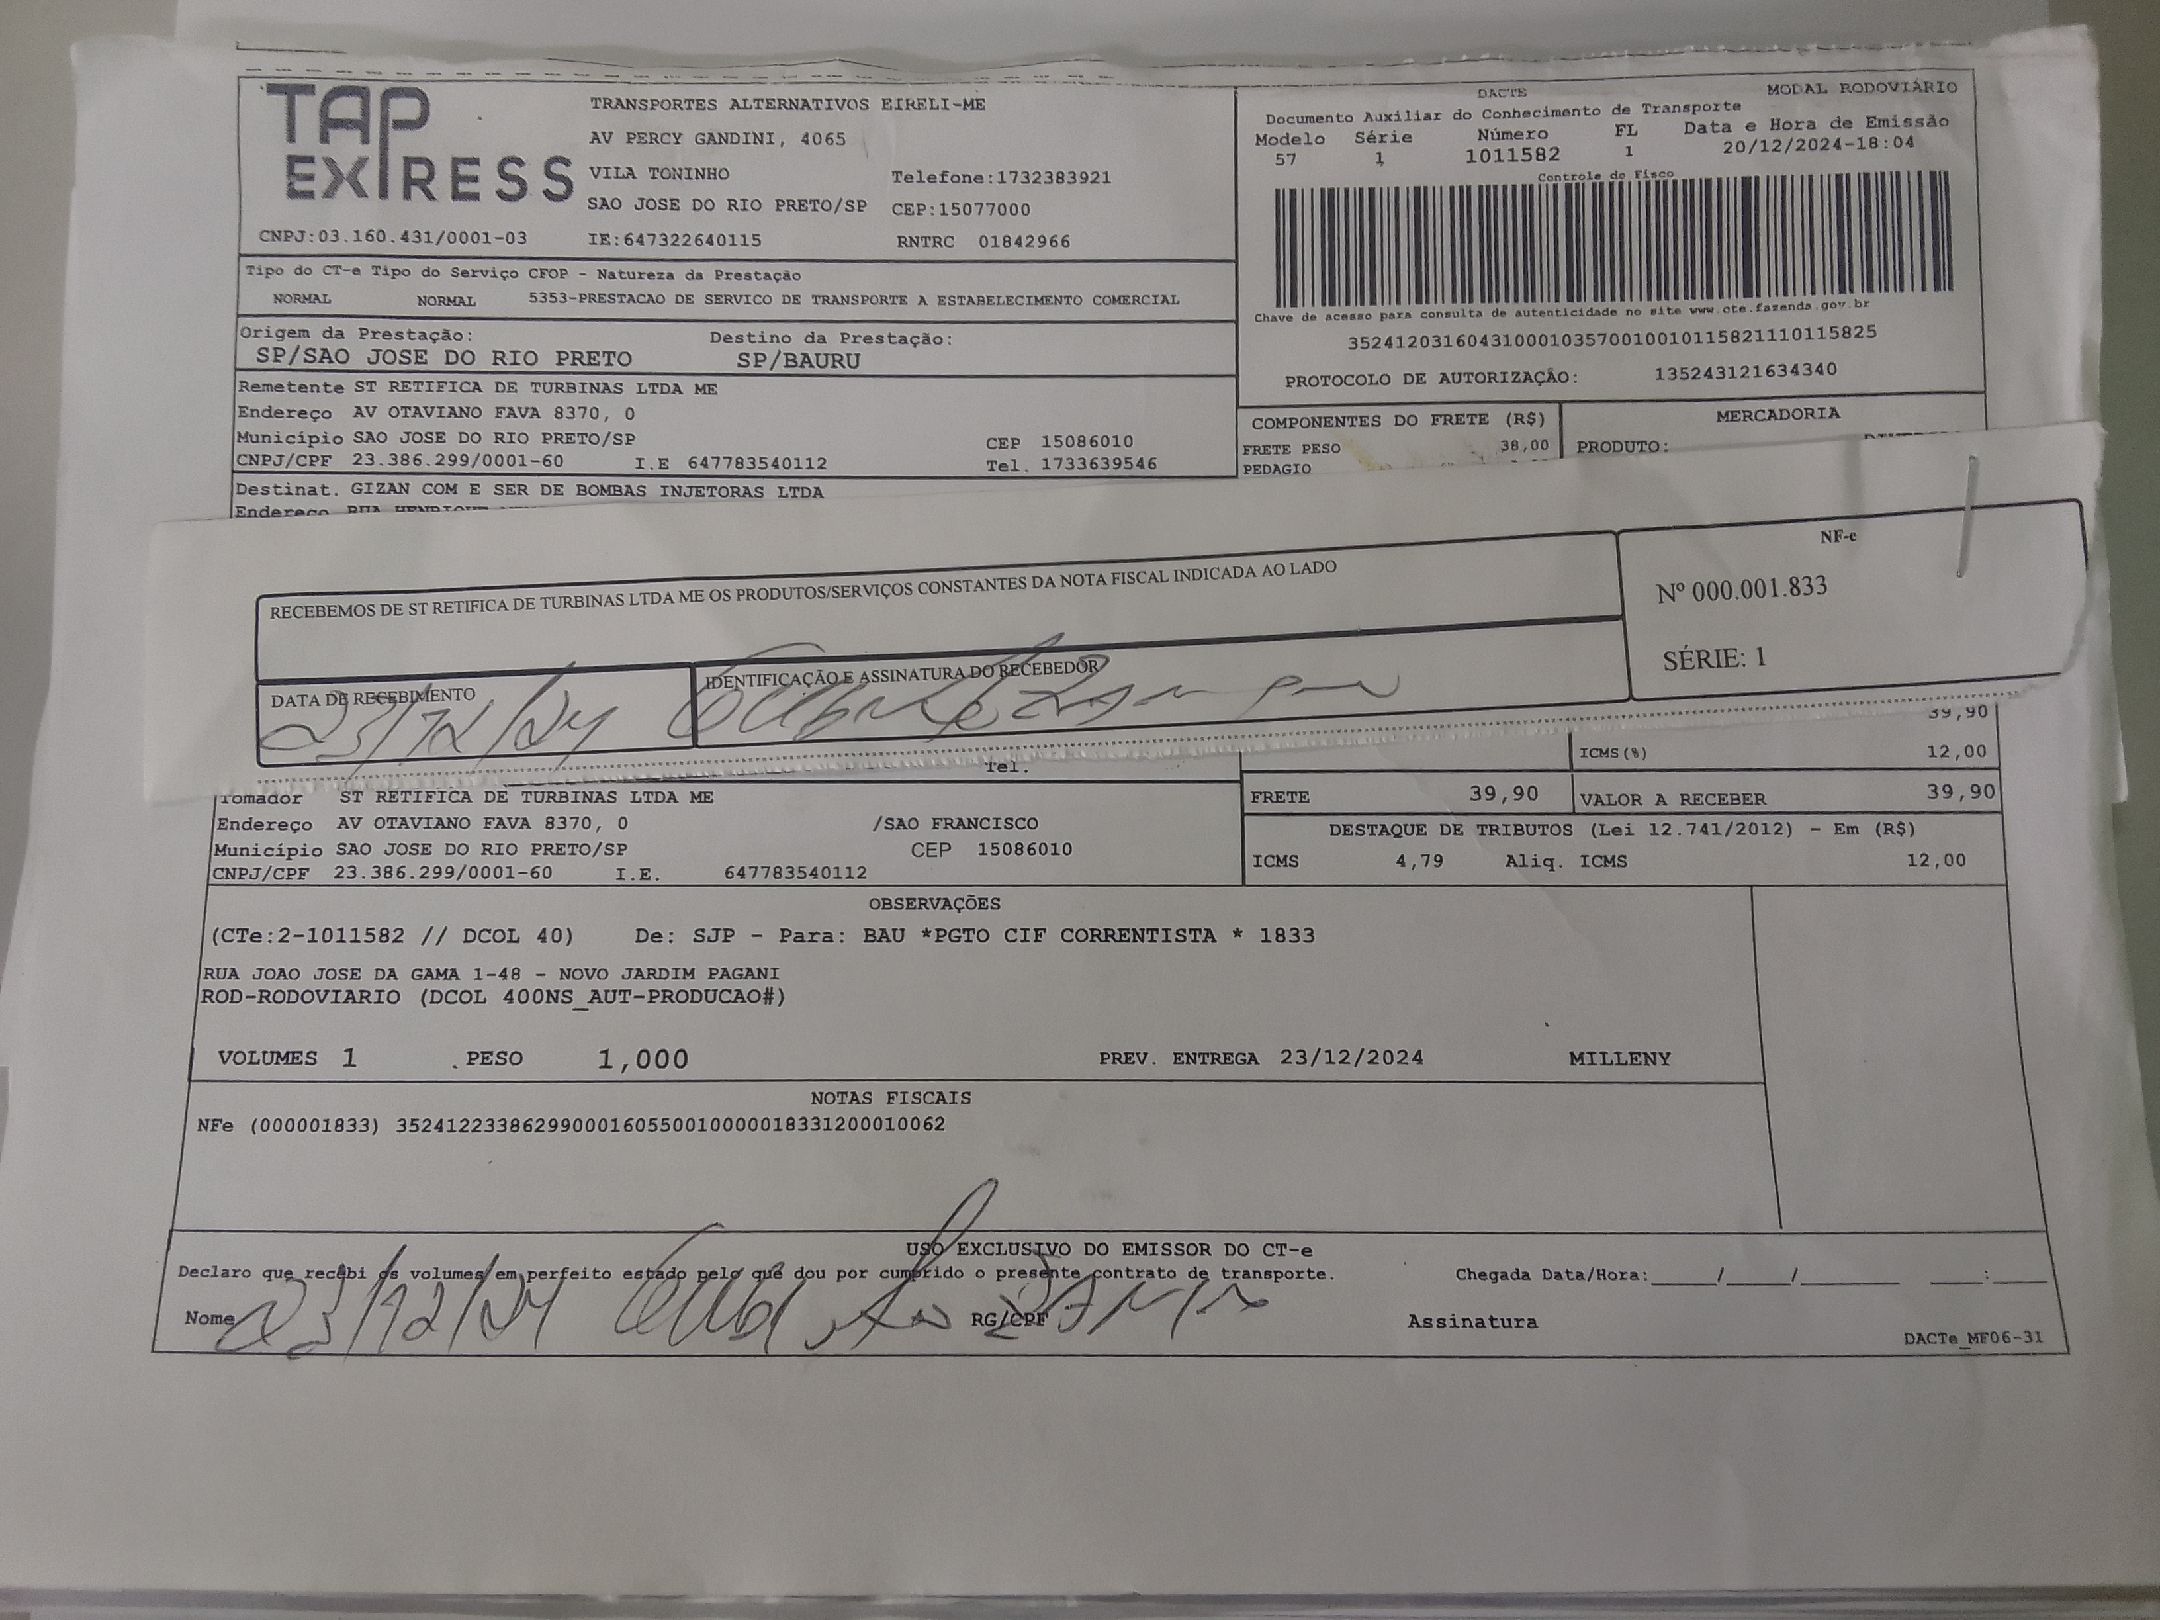 TAP EXPRESS
TRANSPORTES ALTERNATIVOS EIRELI-ME
AV PERCY GANDINI, 4065
VILA TONINHO Telefone:1732383921
SAO JOSE DO RIO PRETO/SP CEP:15077000
CNPJ:03.160.431/0001-03 IE:647322640115 RNTRC 01842966
DACTE MODAL RODOVIÁRIO
Documento Auxiliar do Conhecimento de Transporte
Modelo Série Número FL Data e Hora de Emissão
57 1 1011582 1 20/12/2024-18:04
Controle do Fisco
Chave de acesso para consulta de autenticidade no site www.cte.fazenda.gov.br
35241203160431000103570010010115821110115825
PROTOCOLO DE AUTORIZAÇÃO: 135243121634340
Tipo do CT-e Tipo do Serviço CFOP - Natureza da Prestação
NORMAL NORMAL 5353-PRESTACAO DE SERVICO DE TRANSPORTE A ESTABELECIMENTO COMERCIAL
Origem da Prestação: Destino da Prestação:
SP/SAO JOSE DO RIO PRETO SP/BAURU
Remetente ST RETIFICA DE TURBINAS LTDA ME
Endereço AV OTAVIANO FAVA 8370, 0
Município SAO JOSE DO RIO PRETO/SP CEP 15086010
CNPJ/CPF 23.386.299/0001-60 I.E 647783540112 Tel. 1733639546
COMPONENTES DO FRETE (R$) MERCADORIA
FRETE PESO 38,00 PRODUTO:
PEDAGIO
Destinat. GIZAN COM E SER DE BOMBAS INJETORAS LTDA
Endereço RUA
RECEBEMOS DE ST RETIFICA DE TURBINAS LTDA ME OS PRODUTOS/SERVIÇOS CONSTANTES DA NOTA FISCAL INDICADA AO LADO
NF-e
Nº 000.001.833
SÉRIE: 1
DATA DE RECEBIMENTO IDENTIFICAÇÃO E ASSINATURA DO RECEBEDOR
23/12/24
39,90
Tel. ICMS(%) 12,00
FRETE 39,90 VALOR A RECEBER 39,90
Tomador ST RETIFICA DE TURBINAS LTDA ME
Endereço AV OTAVIANO FAVA 8370, 0 /SAO FRANCISCO
Município SAO JOSE DO RIO PRETO/SP CEP 15086010
CNPJ/CPF 23.386.299/0001-60 I.E. 647783540112
DESTAQUE DE TRIBUTOS (Lei 12.741/2012) - Em (R$)
ICMS 4,79 Aliq. ICMS 12,00
OBSERVAÇÕES
(CTe:2-1011582 // DCOL 40) De: SJP - Para: BAU *PGTO CIF CORRENTISTA * 1833
RUA JOAO JOSE DA GAMA 1-48 - NOVO JARDIM PAGANI
ROD-RODOVIARIO (DCOL 400NS_AUT-PRODUCAO#)
VOLUMES 1 .PESO 1,000 PREV. ENTREGA 23/12/2024 MILLENY
NOTAS FISCAIS
NFe (000001833) 35241223386299000160550010000018331200010062
USO EXCLUSIVO DO EMISSOR DO CT-e
Declaro que recebi os volumes em perfeito estado pelo que dou por cumprido o presente contrato de transporte. Chegada Data/Hora:_____/_____/________ ____:_____
Nome 23/12/24 RG/CPF Assinatura
DACTe_MF06-31